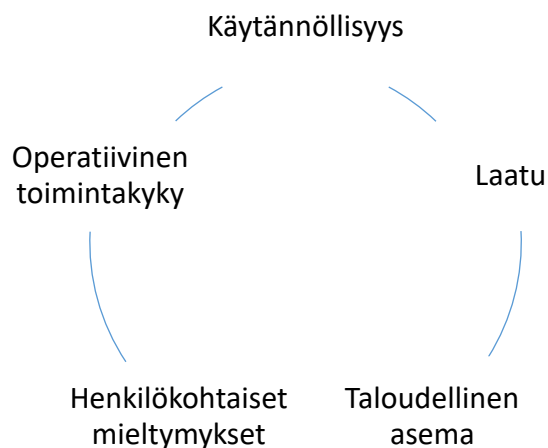 Käytännöllisyys
Operatiivinen
toimintakyky
Laatu
Henkilökohtaiset
mieltymykset
Taloudellinen
asema